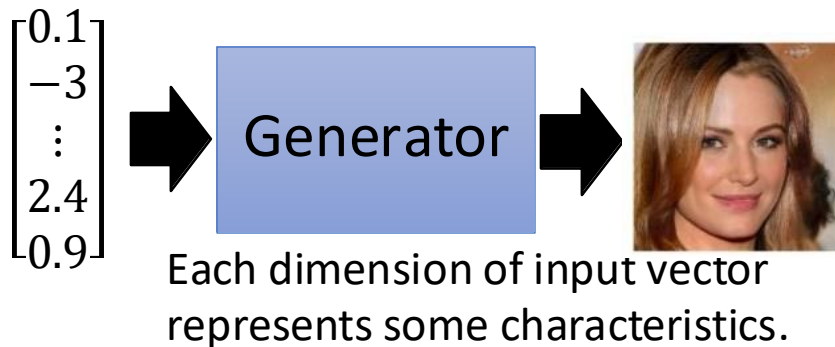 0.1
−3
⋮
2.4
0.9
Generator
Each dimension of input vector
represents some characteristics.